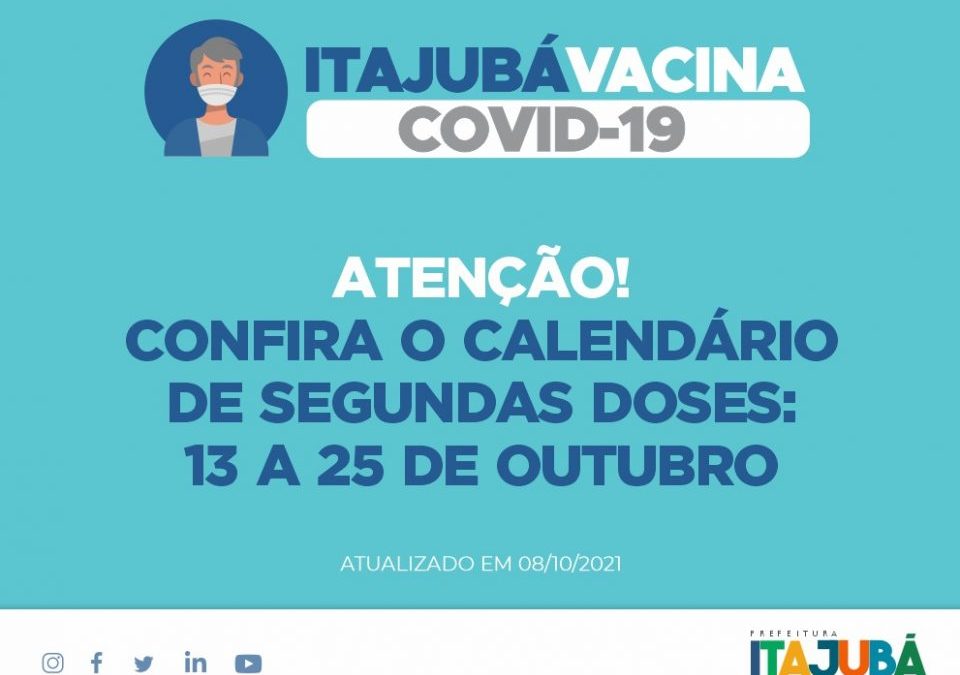 ITAJUBÁVACINA
COVID-19
ATENÇÃO!
CONFIRA O CALENDÁRIO
DE SEGUNDAS DOSES:
13 A 25 DE OUTUBRO
ATUALIZADO EM 08/10/2021
PREFEITURA
ITAJUBÁ